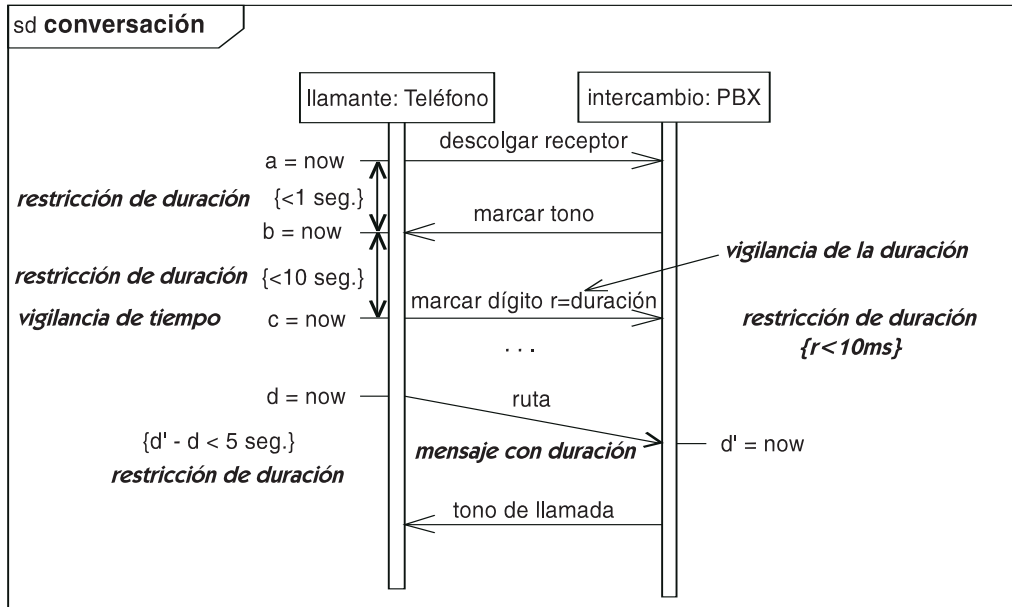 sd conversación
llamante: Teléfono
intercambio: PBX
descolgar receptor
a = now
restricción de duración
{<1 seg.}
marcar tono
b = now
vigilancia de la duración
restricción de duración
{<10 seg.}
marcar dígito r=duración
vigilancia de tiempo
c = now
restricción de duración
{r<10ms}
. . .
d = now
ruta
{d' - d < 5 seg.}
mensaje con duración
d' = now
restricción de duración
tono de llamada